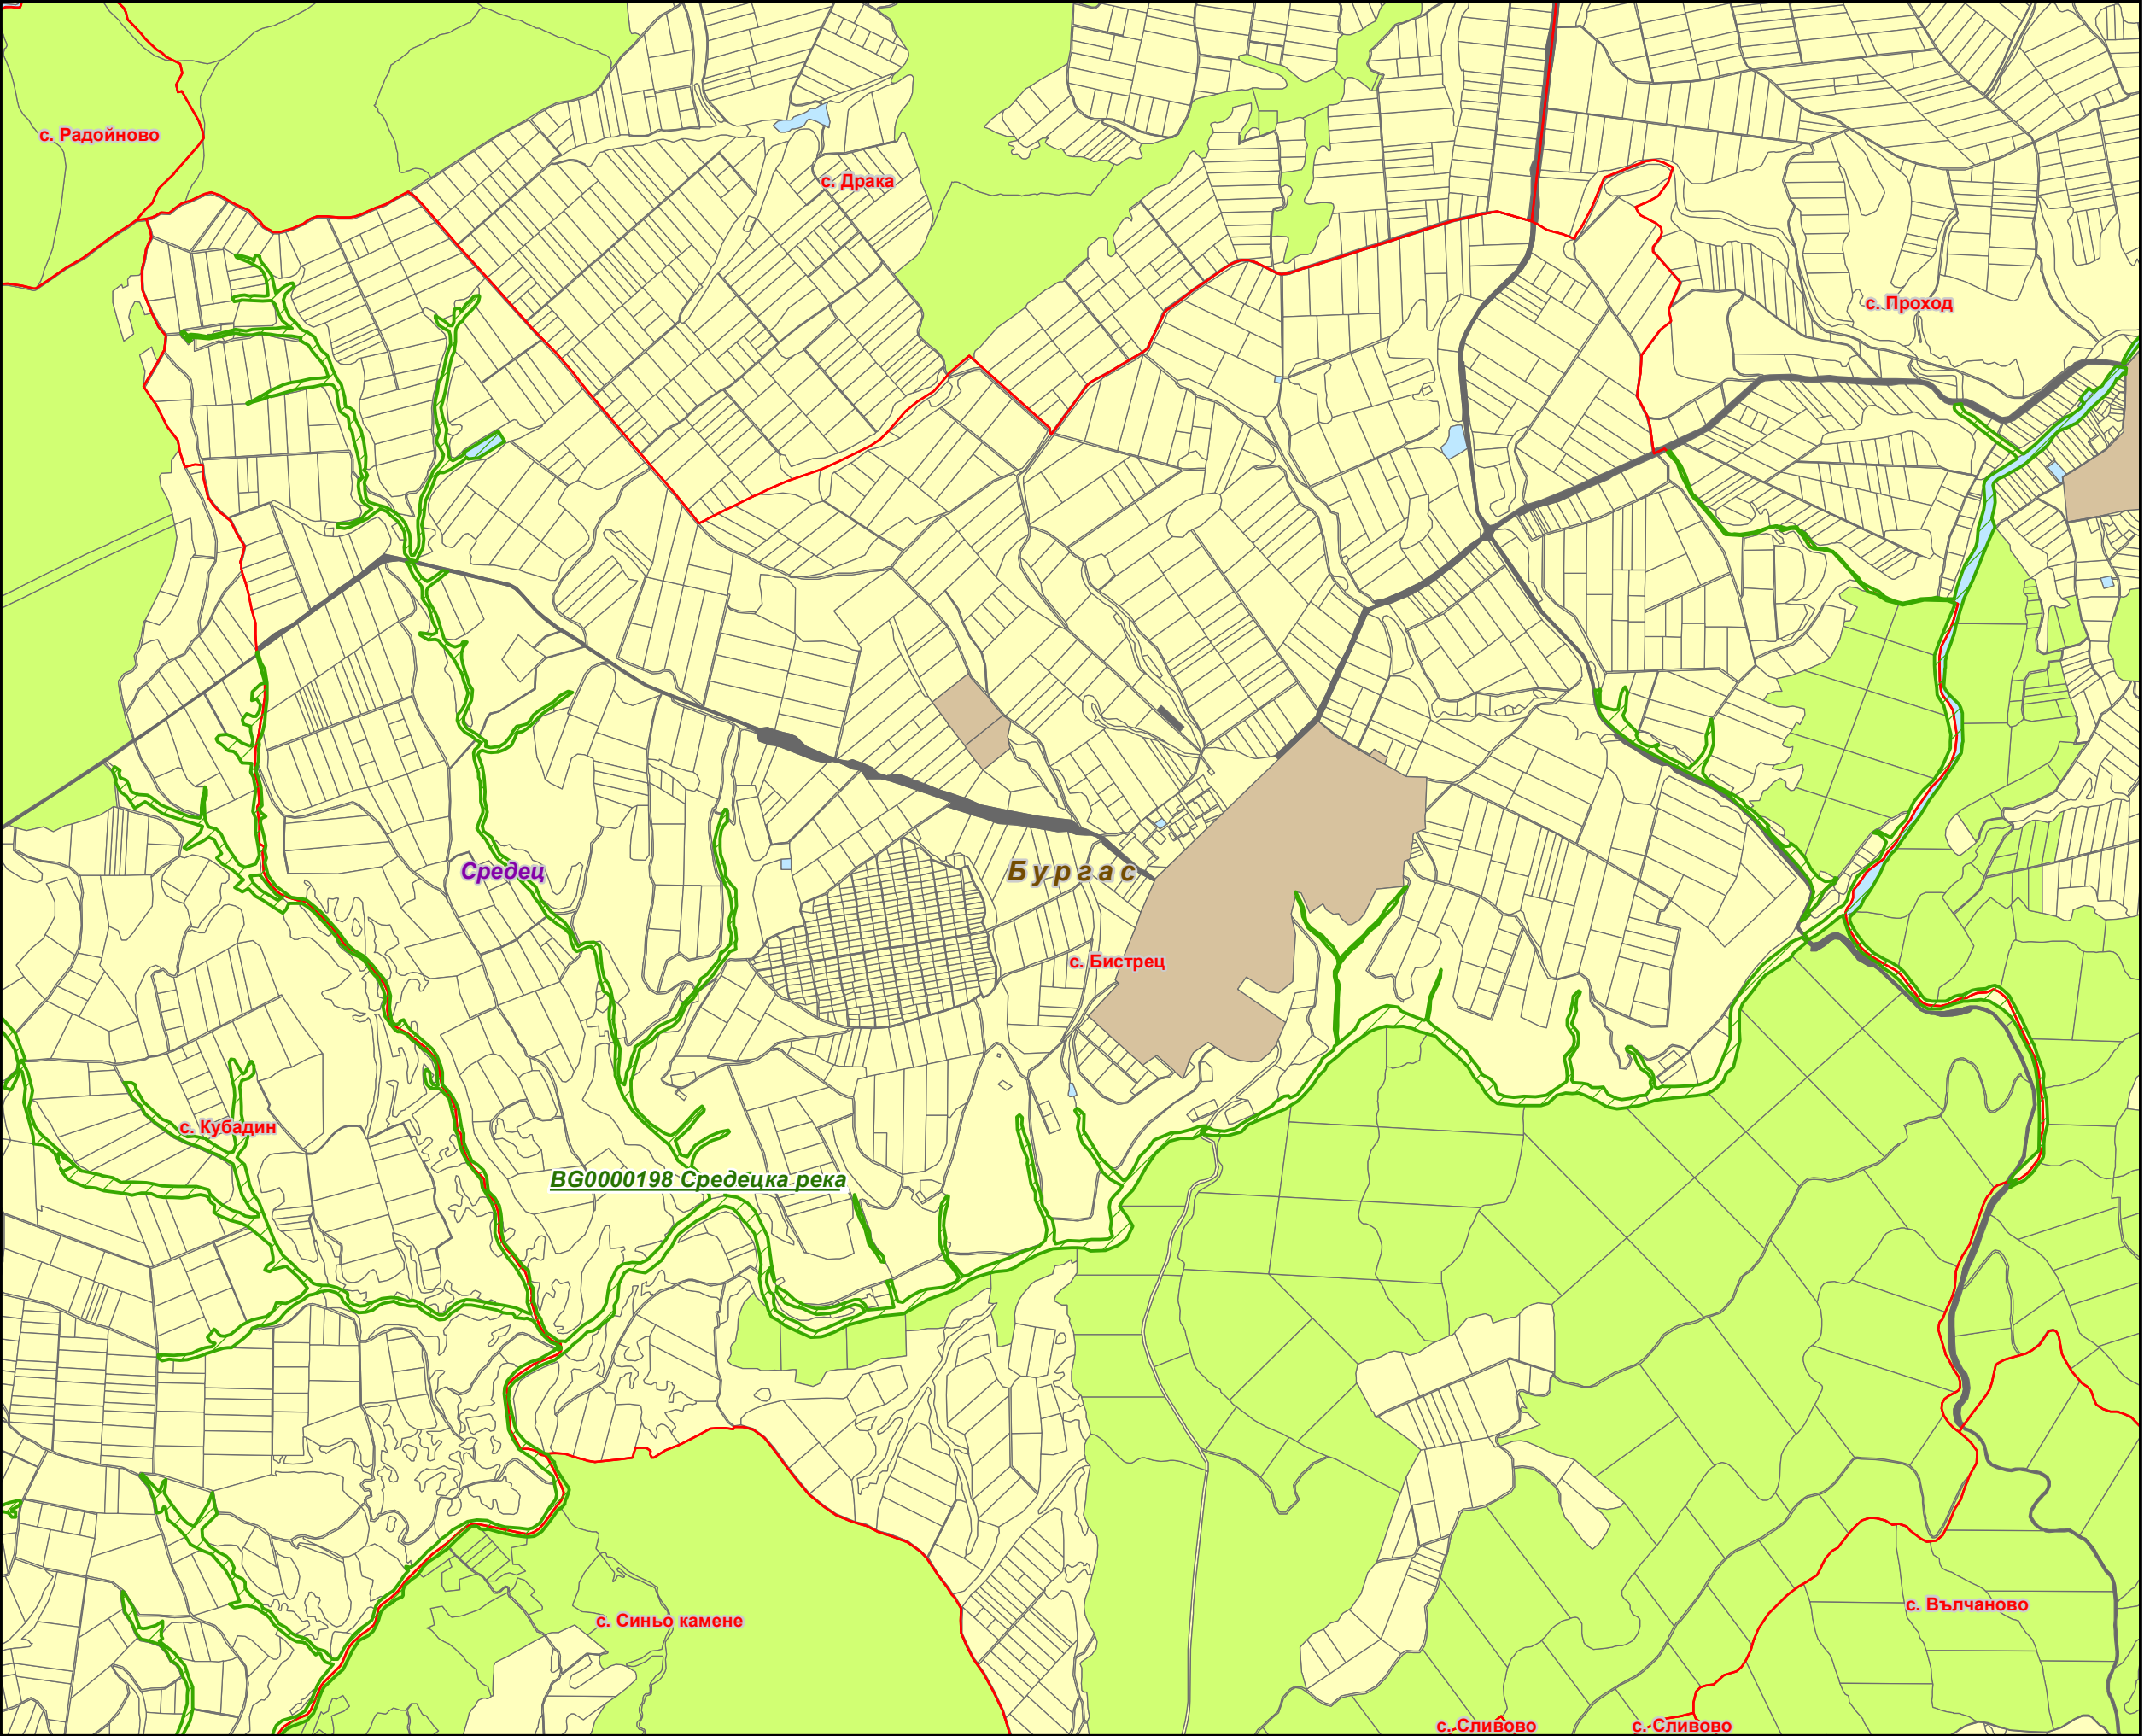 с. Радойново
с. Драка
с. Проход
Средец
Бургас
с. Бистрец
с. Кубадин
BG0000198 Средецка река
с. Синьо камене
с. Вълчаново
с. Сливово
с. Сливово